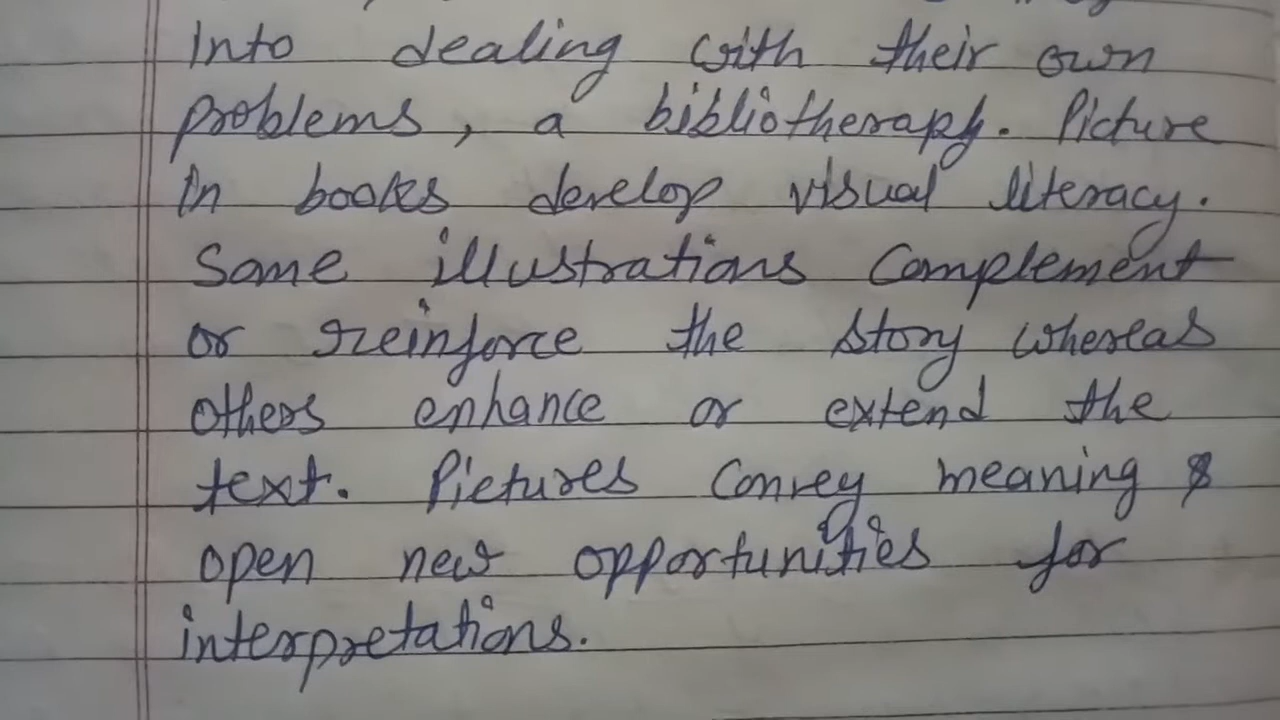 into dealing with their own
problems, a bibliotherapy. Picture
in books develop visual literacy.
Some illustrations Complement
or reinforce the story whereas
others enhance or extend the
text. Pictures Convey meaning &
open new opportunities for
interpretations.